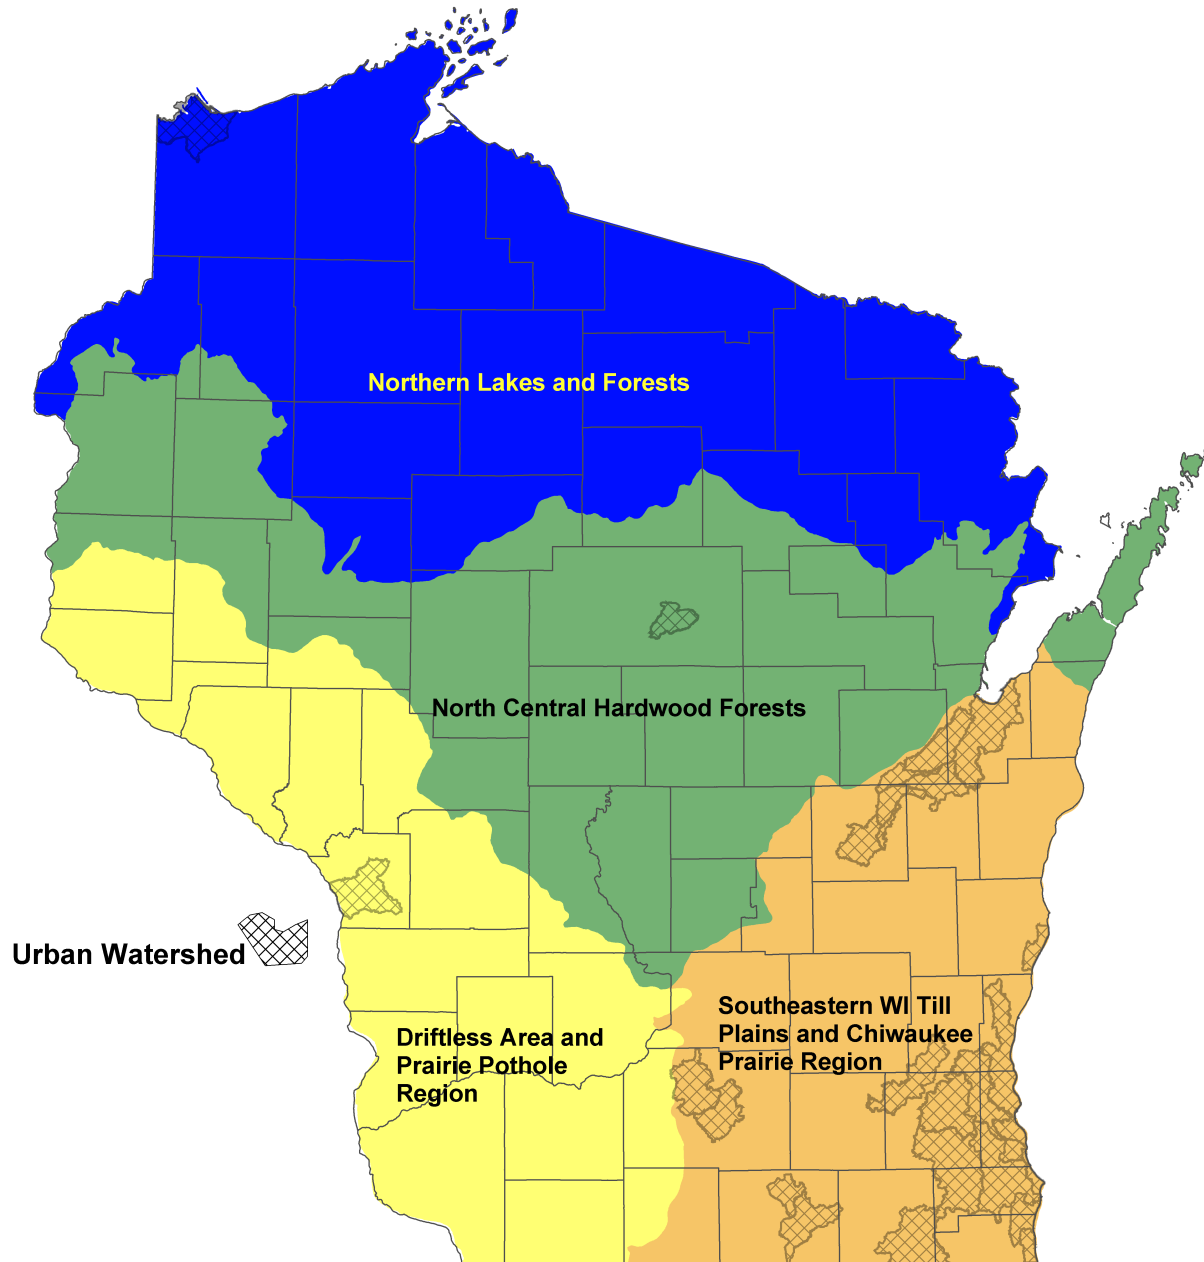 Northern Lakes and Forests
North Central Hardwood Forests
Urban Watershed
Southeastern WI Till
Plains and Chiwaukee
Prairie Region
Driftless Area and
Prairie Pothole
Region